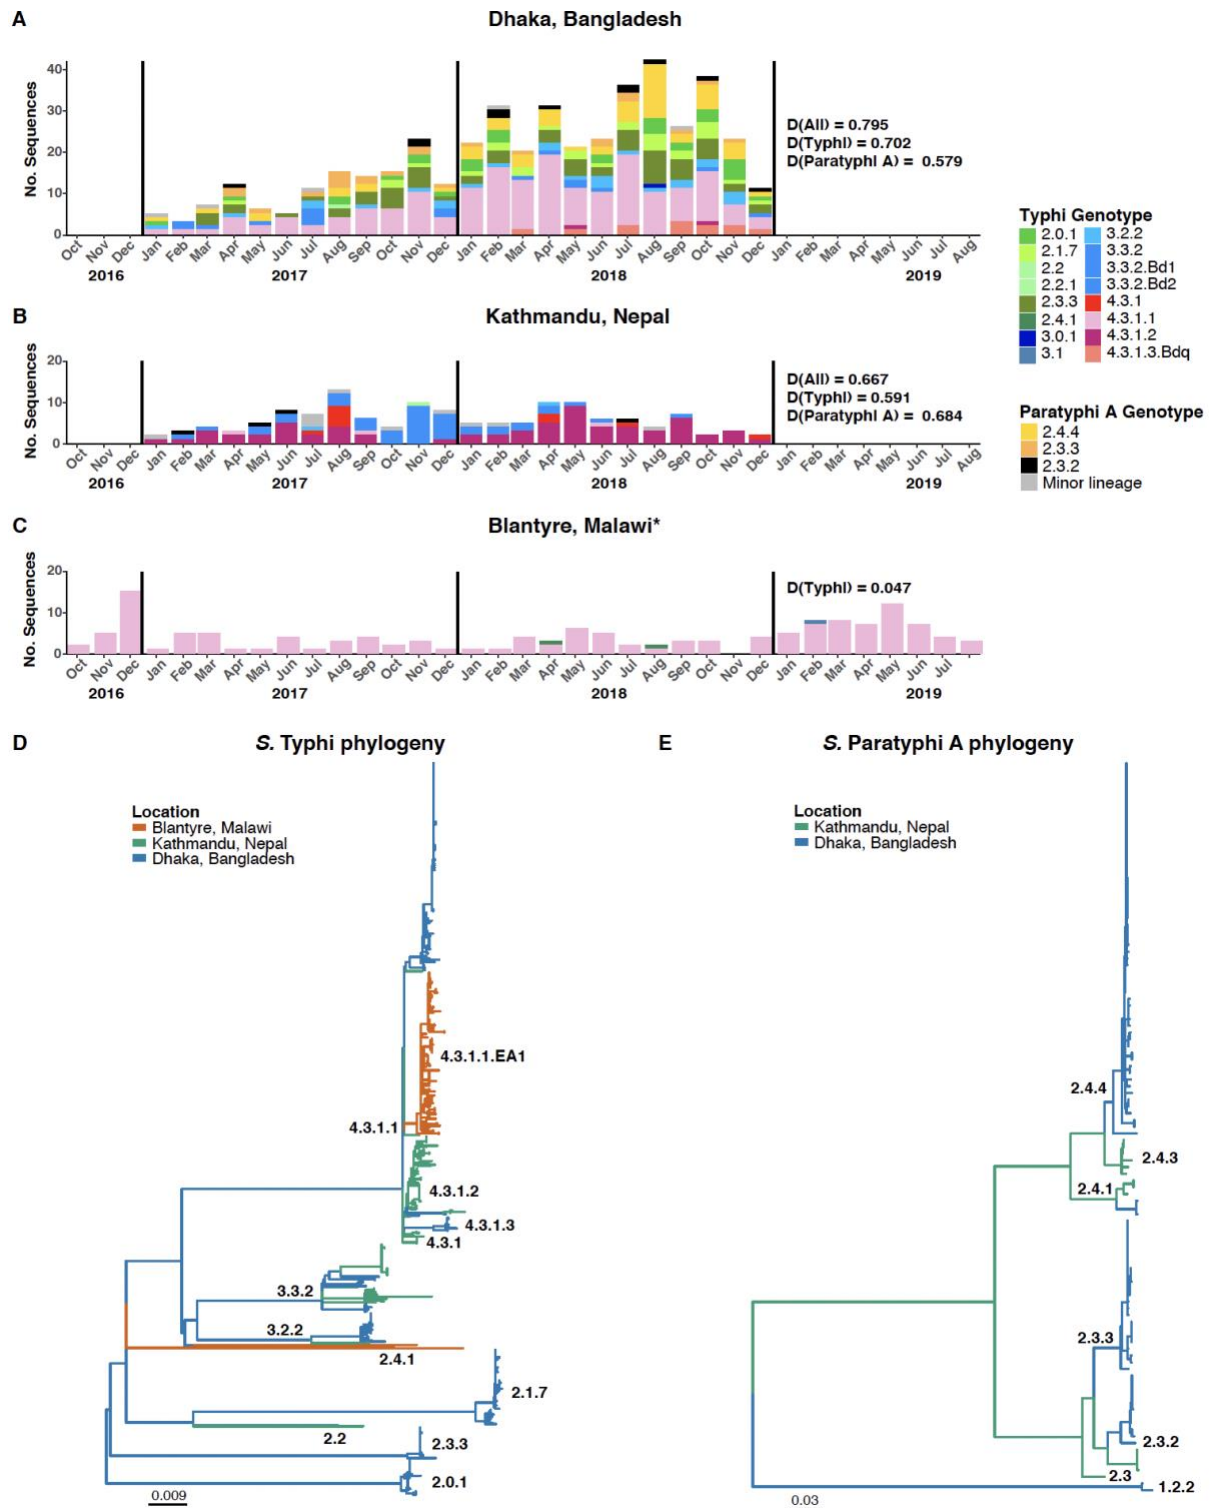 A
Dhaka, Bangladesh
No. Sequences
40
30
20
10
0
Oct Nov Dec Jan Feb Mar Apr May Jun Jul Aug Sep Oct Nov Dec Jan Feb Mar Apr May Jun Jul Aug Sep Oct Nov Dec Jan Feb Mar Apr May Jun Jul Aug
2016 2017 2018 2019
D(All) = 0.795
D(Typhi) = 0.702
D(Paratyphi A) = 0.579
Typhi Genotype
2.0.1 3.2.2
2.1.7 3.3.2
2.2 3.3.2.Bd1
2.2.1 3.3.2.Bd2
2.3.3 4.3.1
2.4.1 4.3.1.1
3.0.1 4.3.1.2
3.1 4.3.1.3.Bdq
Paratyphi A Genotype
2.4.4
2.3.3
2.3.2
Minor lineage
B
Kathmandu, Nepal
No. Sequences
20
10
0
Oct Nov Dec Jan Feb Mar Apr May Jun Jul Aug Sep Oct Nov Dec Jan Feb Mar Apr May Jun Jul Aug Sep Oct Nov Dec Jan Feb Mar Apr May Jun Jul Aug
2016 2017 2018 2019
D(All) = 0.667
D(Typhi) = 0.591
D(Paratyphi A) = 0.684
C
Blantyre, Malawi*
No. Sequences
20
10
0
Oct Nov Dec Jan Feb Mar Apr May Jun Jul Aug Sep Oct Nov Dec Jan Feb Mar Apr May Jun Jul Aug Sep Oct Nov Dec Jan Feb Mar Apr May Jun Jul
2016 2017 2018 2019
D(Typhi) = 0.047
D
S. Typhi phylogeny
Location
Blantyre, Malawi
Kathmandu, Nepal
Dhaka, Bangladesh
4.3.1.1.EA1
4.3.1.1
4.3.1.2
4.3.1.3
4.3.1
3.3.2
3.2.2
2.4.1
2.1.7
2.2
2.3.3
2.0.1
0.009
E
S. Paratyphi A phylogeny
Location
Kathmandu, Nepal
Dhaka, Bangladesh
2.4.4
2.4.3
2.4.1
2.3.3
2.3.2
2.3
1.2.2
0.03